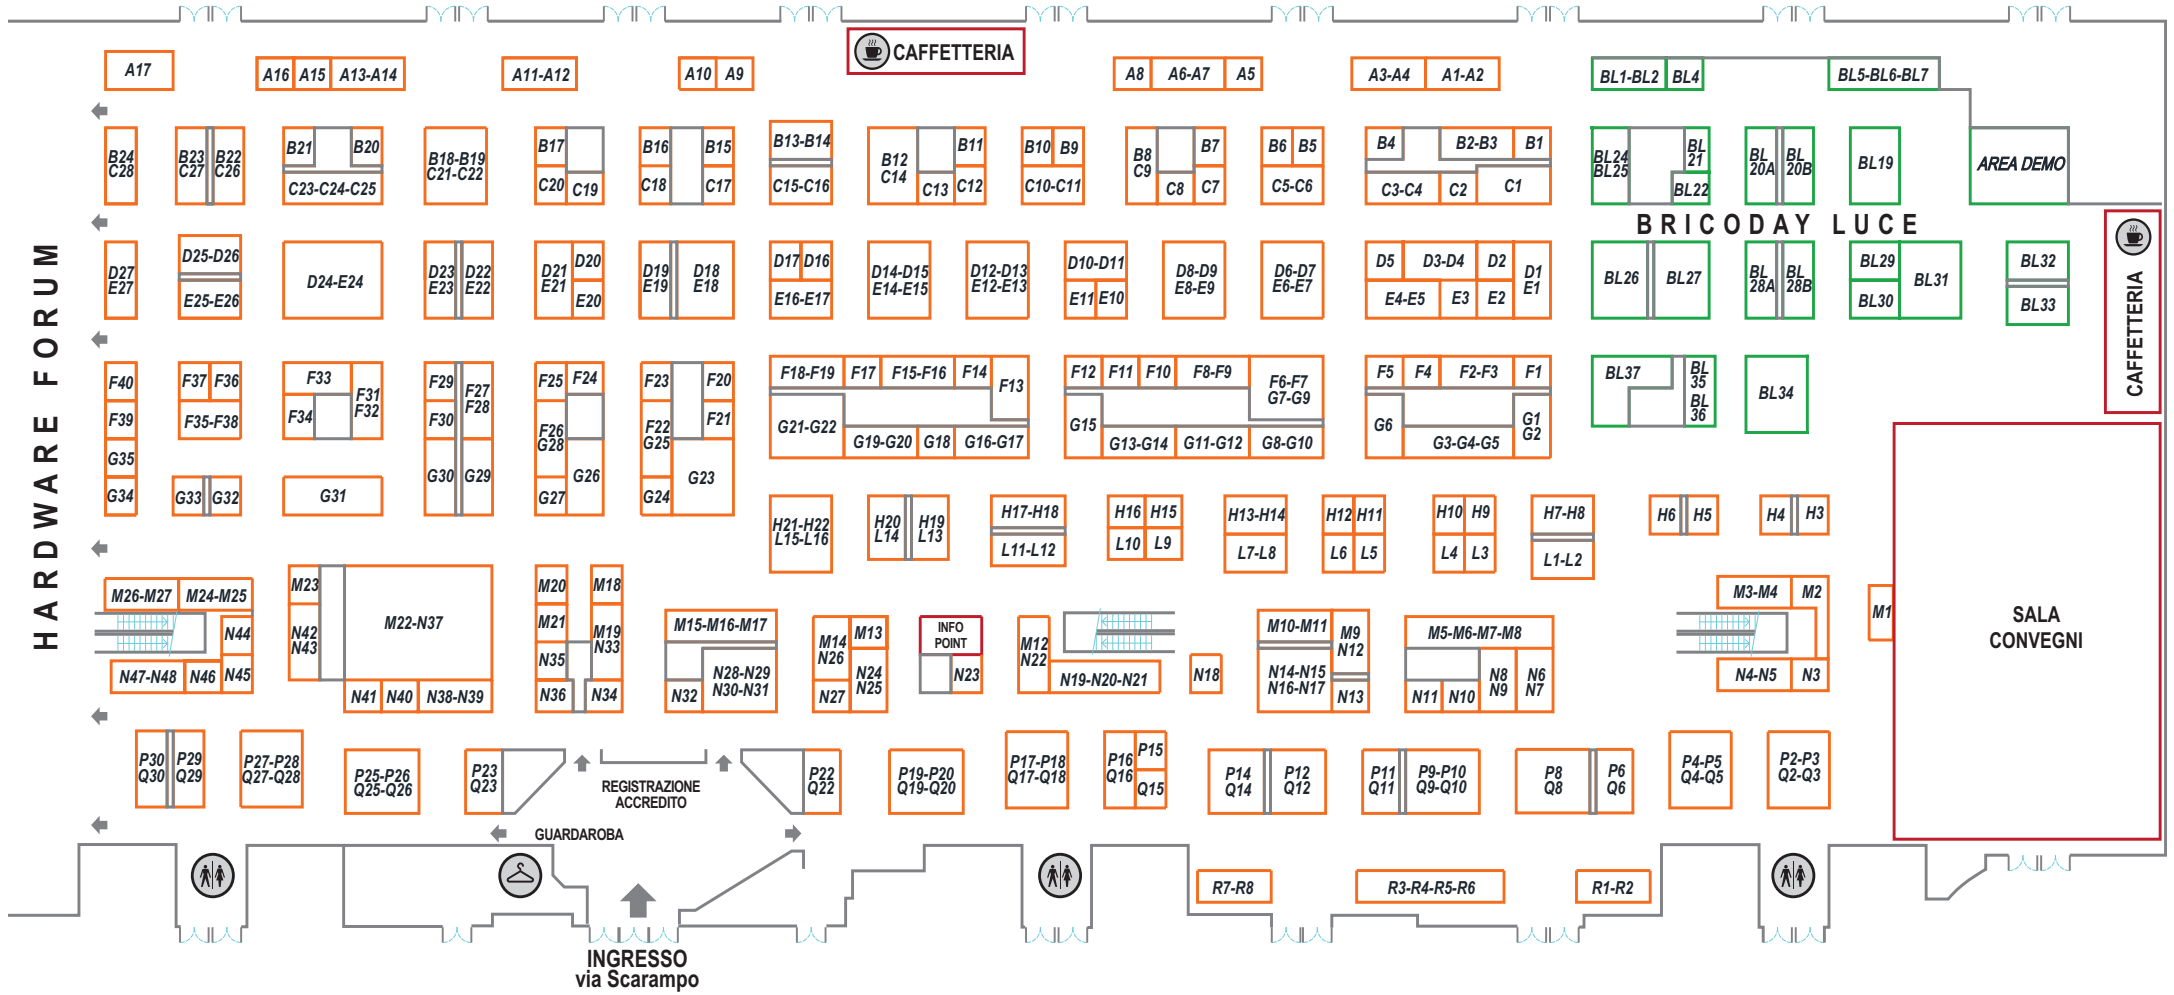 CAFFETTERIA
A17
A16
A15
A13-A14
A11-A12
A10
A9
A8
A6-A7
A5
A3-A4
A1-A2
BL1-BL2
BL4
BL5-BL6-BL7
B24
C28
B23
C27
B22
C26
B21
B20
C23-C24-C25
B18-B19
C21-C22
B17
C20
C19
B16
C18
B15
C17
B13-B14
C15-C16
B12
C14
B11
C13
C12
B10
B9
C10-C11
B8
C9
B7
C8
C7
B6
B5
C5-C6
B4
B2-B3
B1
C3-C4
C2
C1
BL24
BL25
BL
21
BL22
BL
20A
BL
20B
BL19
AREA DEMO
BRICODAY LUCE
HARDWARE FORUM
CAFFETTERIA
D27
E27
D25-D26
E25-E26
D24-E24
D23
E23
D22
E22
D21
E21
D20
E20
D19
E19
D18
E18
D17
D16
E16-E17
D14-D15
E14-E15
D12-D13
E12-E13
D10-D11
E11
E10
D8-D9
E8-E9
D6-D7
E6-E7
D5
D3-D4
D2
D1
E1
E4-E5
E3
E2
BL26
BL27
BL
28A
BL
28B
BL29
BL30
BL31
BL32
BL33
F40
F39
G35
G34
F37
F36
F35-F38
G33
G32
F33
F34
F31
F32
G31
F29
F30
F27
F28
G30
G29
F25
F24
F26
G28
G27
G26
F23
F20
F22
G25
F21
G24
G23
F18-F19
F17
F15-F16
F14
F13
G21-G22
G19-G20
G18
G16-G17
F12
F11
F10
F8-F9
F6-F7
G7-G9
G15
G13-G14
G11-G12
G8-G10
F5
F4
F2-F3
F1
G6
G3-G4-G5
G1
G2
BL37
BL
35
BL
36
BL34
H21-H22
L15-L16
H20
L14
H19
L13
H17-H18
L11-L12
H16
H15
L10
L9
H13-H14
L7-L8
H12
H11
L6
L5
H10
H9
L4
L3
H7-H8
L1-L2
H6
H5
H4
H3
M26-M27
M24-M25
N44
N45
N47-N48
N46
M23
N42
N43
M22-N37
N41
N40
N38-N39
M20
M18
M21
M19
N33
N35
N36
N34
M15-M16-M17
N32
N28-N29
N30-N31
M14
N26
M13
N24
N25
N27
INFO
POINT
N23
M12
N22
N19-N20-N21
N18
M10-M11
M9
N12
N14-N15
N16-N17
N13
M5-M6-M7-M8
N11
N10
N8
N9
N6
N7
M3-M4
M2
N4-N5
N3
M1
SALA
CONVEGNI
P30
Q30
P29
Q29
P27-P28
Q27-Q28
P25-P26
Q25-Q26
P23
Q23
REGISTRAZIONE
ACCREDITO
GUARDAROBA
P22
Q22
P19-P20
Q19-Q20
P17-P18
Q17-Q18
P16
Q16
P15
Q15
P14
Q14
P12
Q12
P11
Q11
P9-P10
Q9-Q10
P8
Q8
P6
Q6
P4-P5
Q4-Q5
P2-P3
Q2-Q3
R7-R8
R3-R4-R5-R6
R1-R2
INGRESSO
via Scarampo